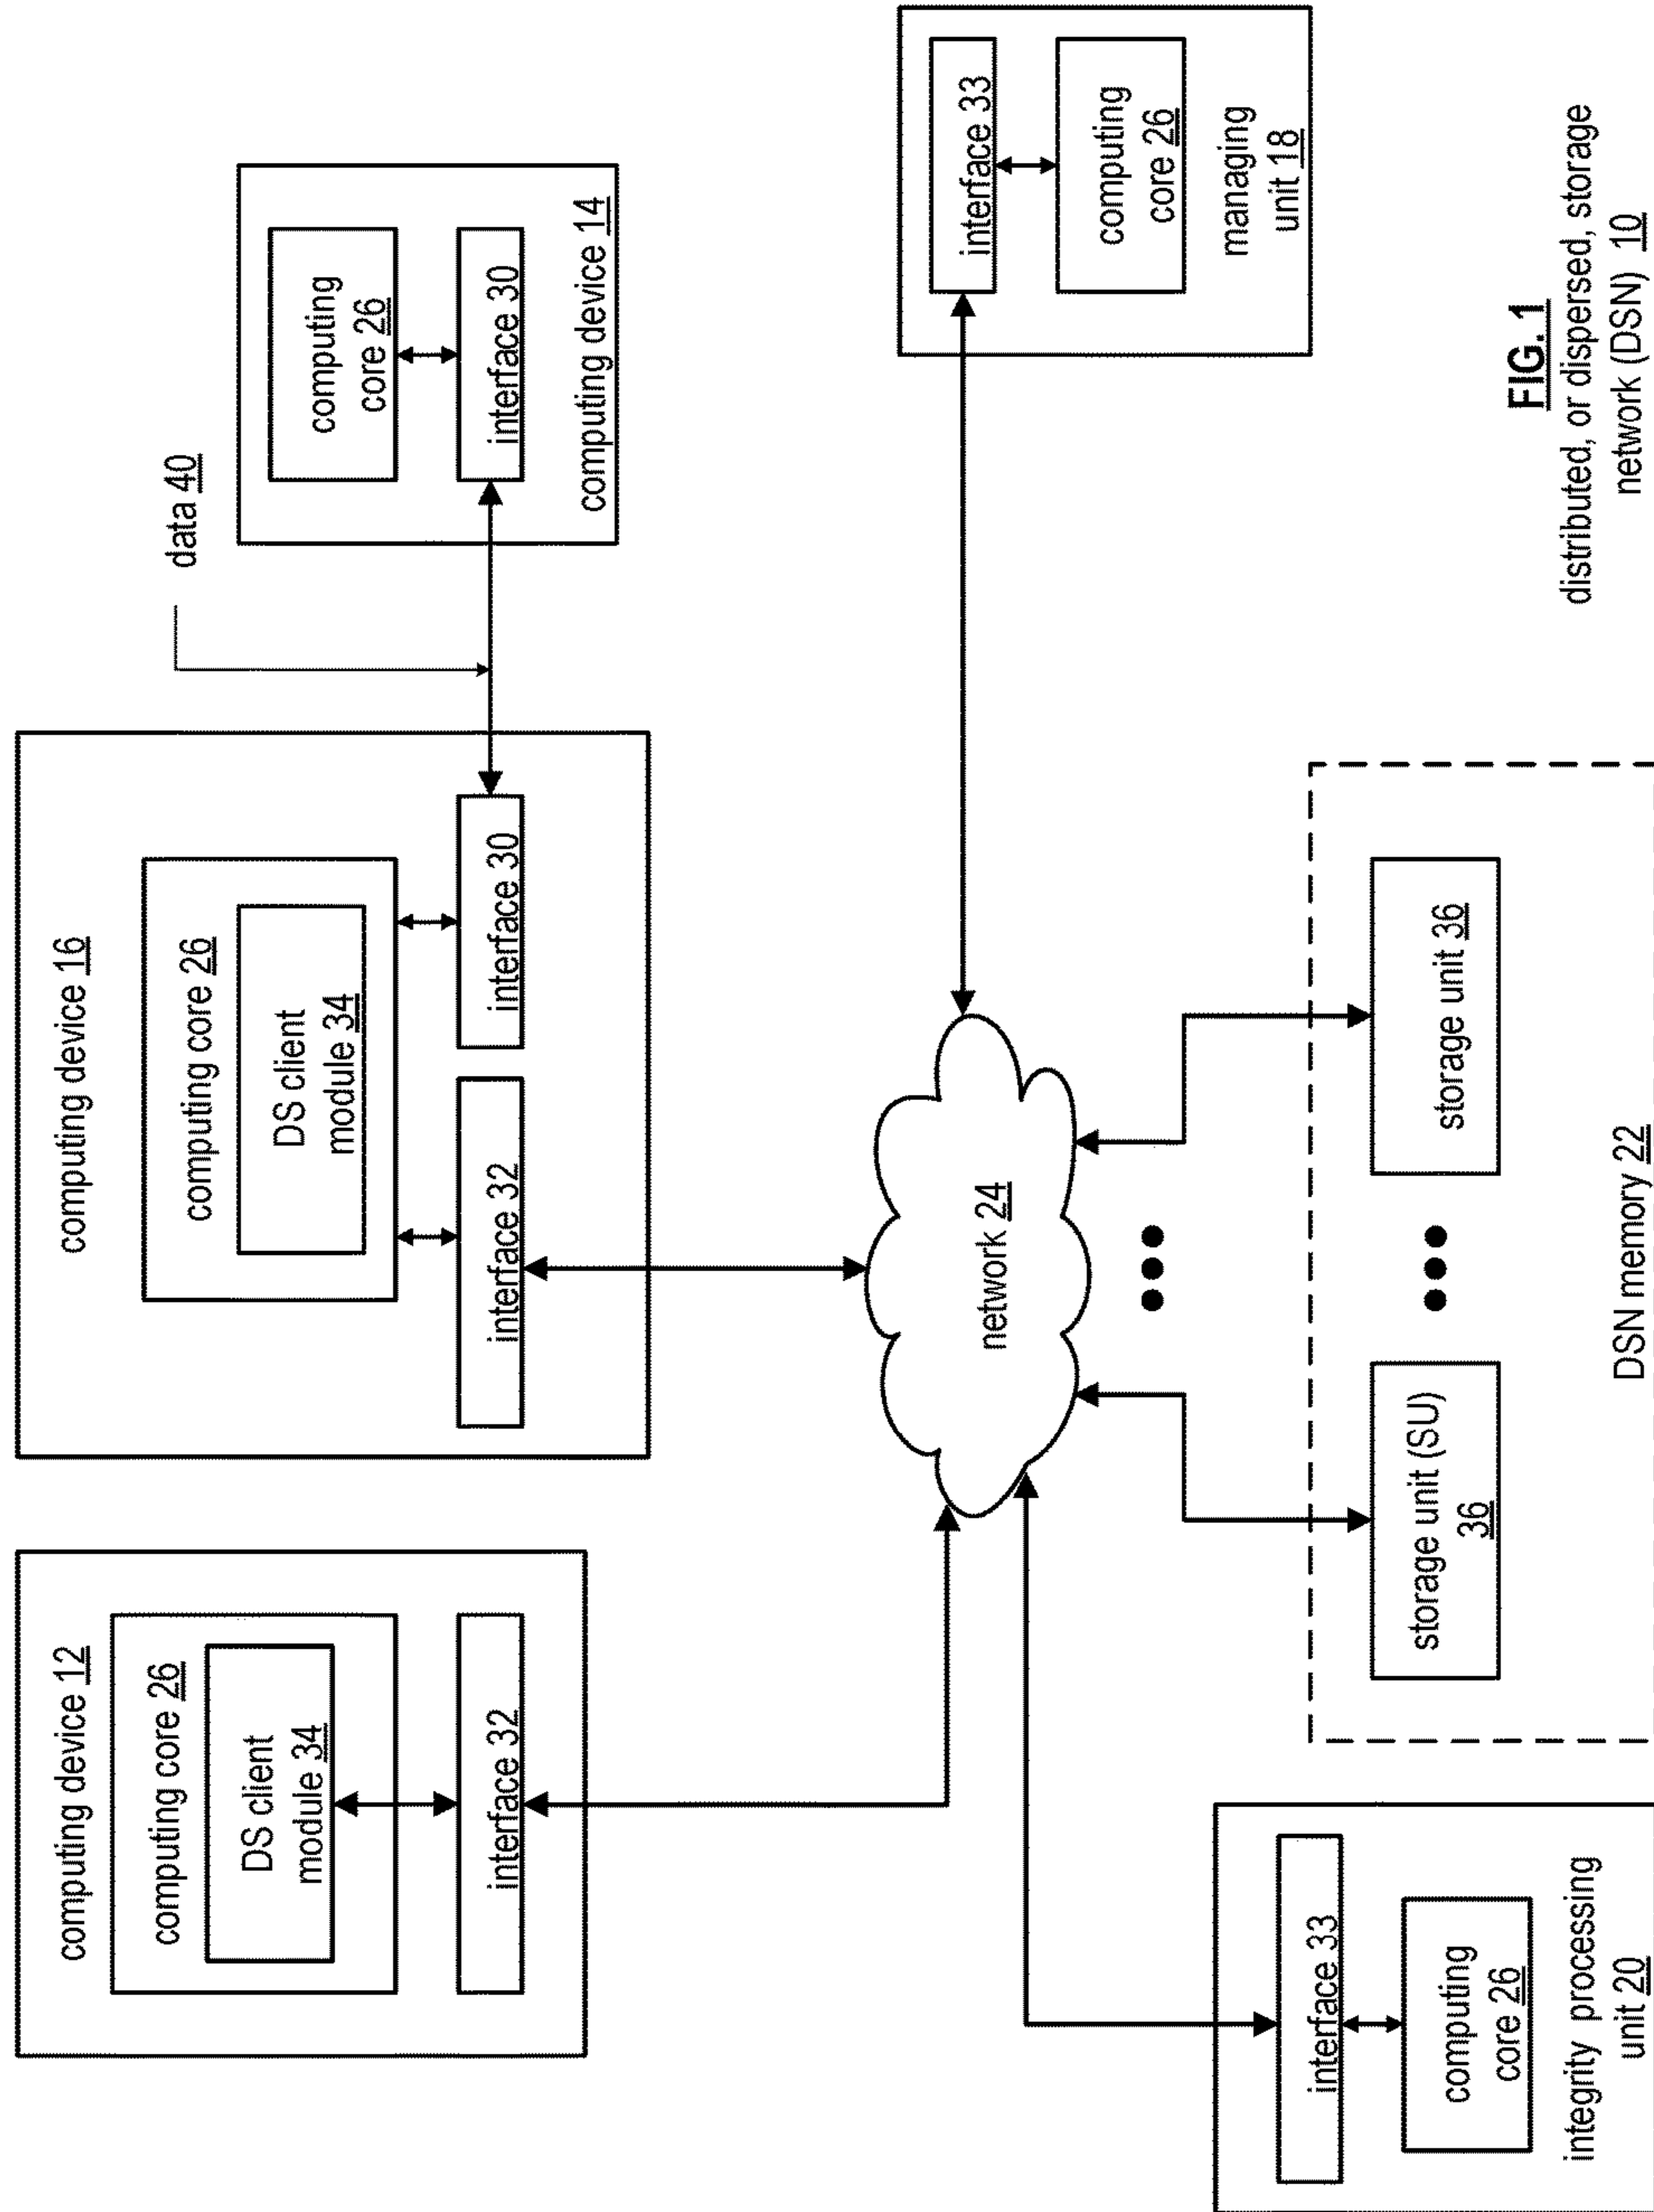 computing device 12
computing core 26
DS client
module 34
interface 32
computing device 16
computing core 26
DS client
module 34
interface 32
interface 30
data 40
computing
core 26
interface 30
computing device 14
network 24
interface 33
computing
core 26
managing
unit 18
interface 33
computing
core 26
integrity processing
unit 20
storage unit (SU)
36
storage unit 36
DSN memory 22
FIG. 1
distributed, or dispersed, storage
network (DSN) 10